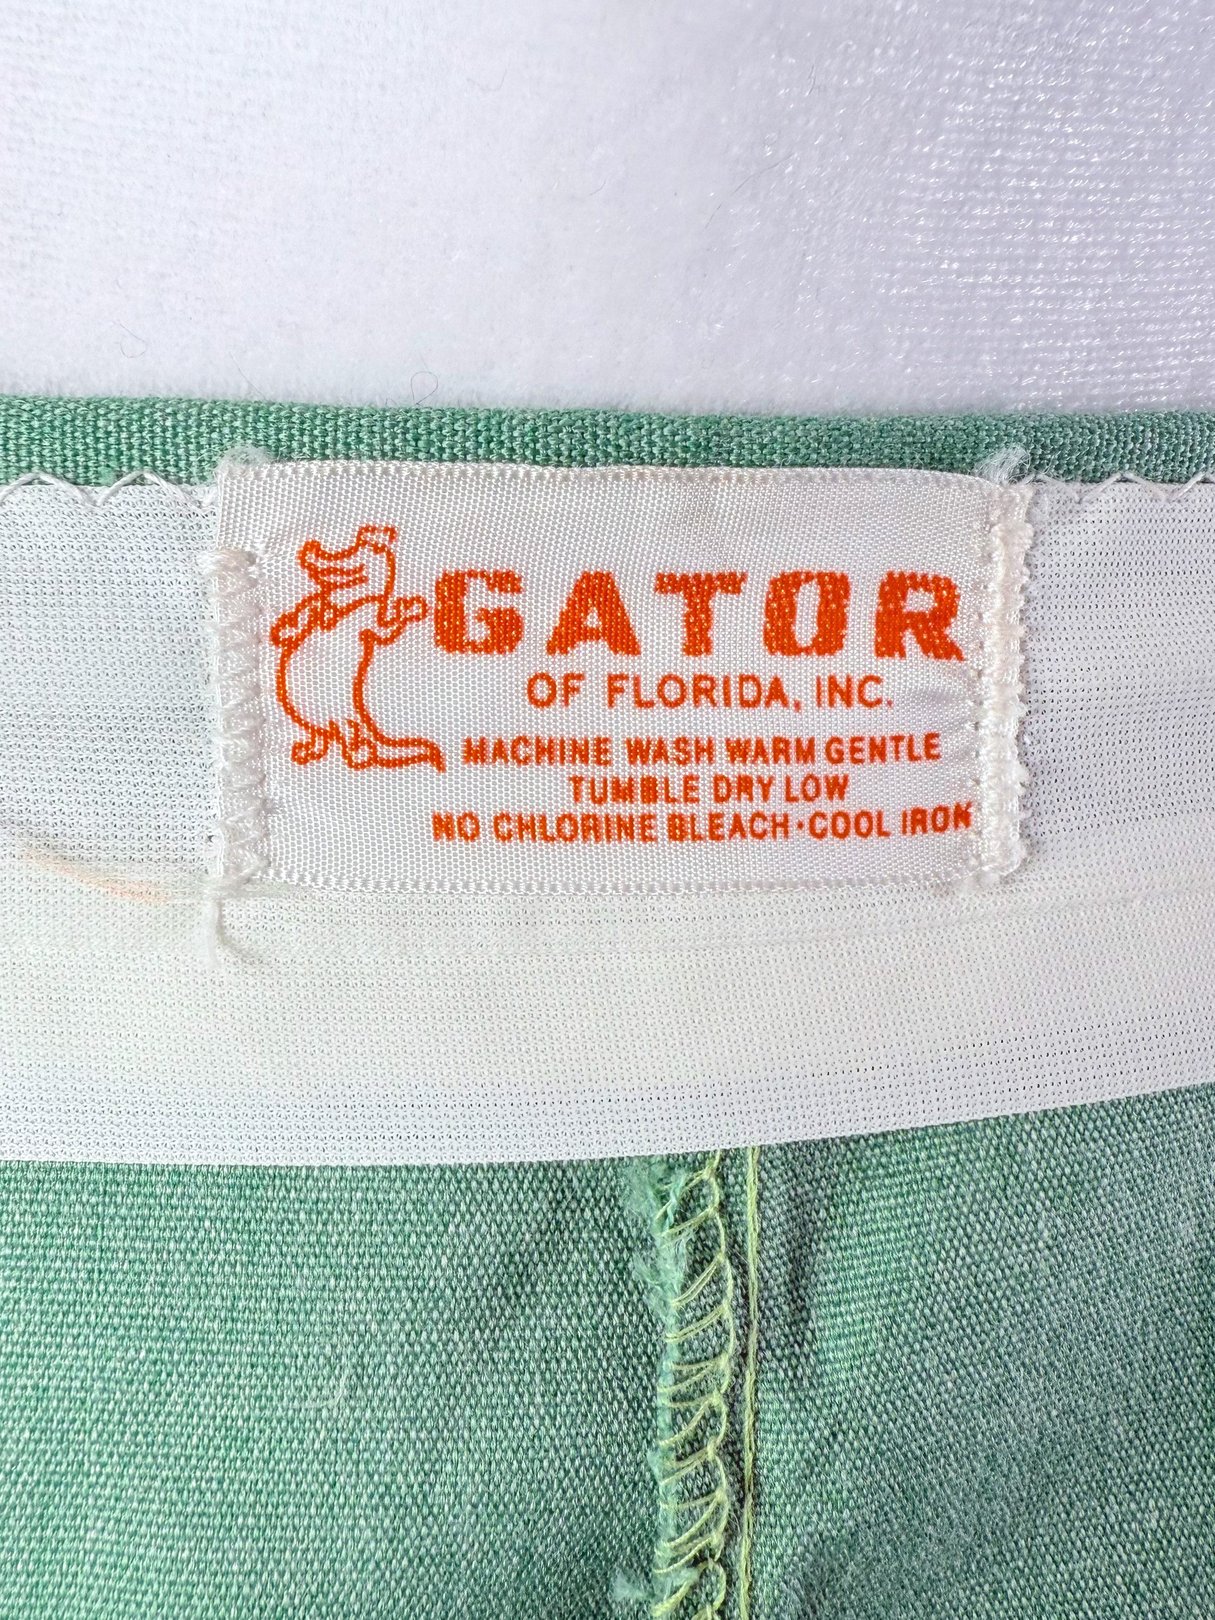 GATOR
OF FLORIDA, INC.
MACHINE WASH WARM GENTLE
TUMBLE DRY LOW
NO CHLORINE BLEACH·COOL IRON